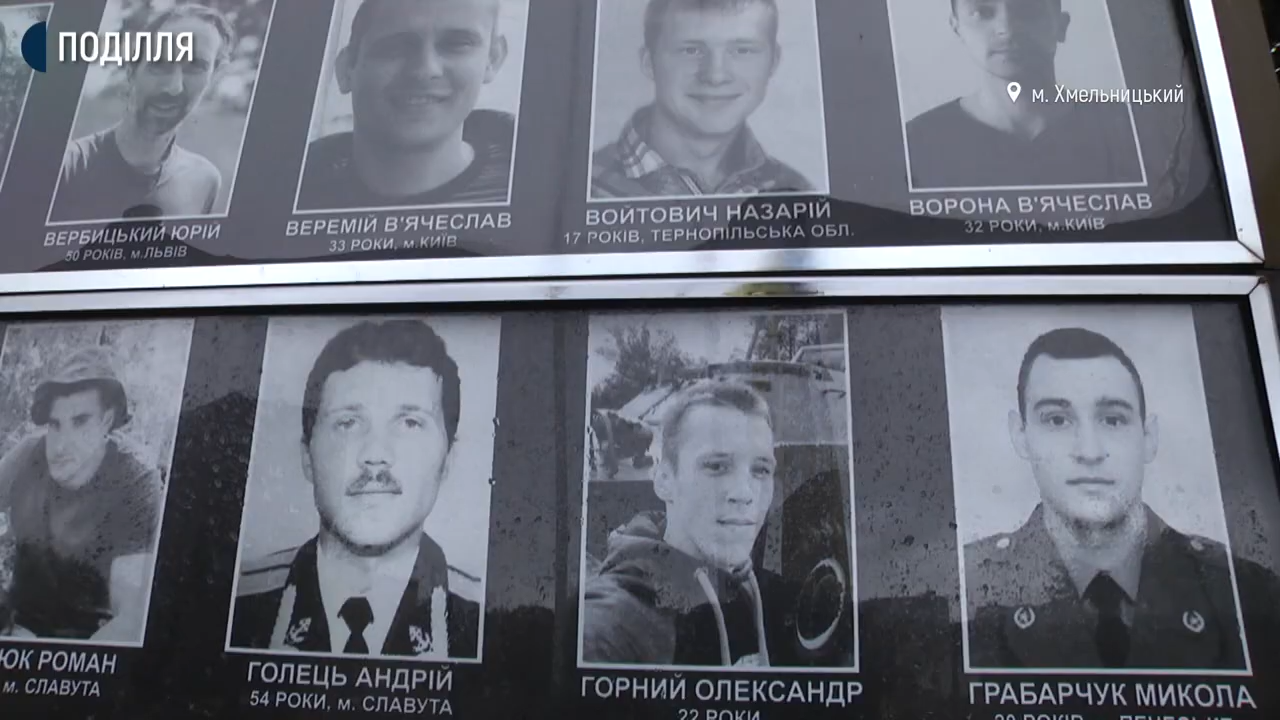 ПОДІЛЛЯ
м. Хмельницький
ВЕРБИЦЬКИЙ ЮРІЙ
50 РОКІВ, м.ЛЬВІВ
ВЕРЕМІЙ В'ЯЧЕСЛАВ
33 РОКИ, м.КИЇВ
ВОЙТОВИЧ НАЗАРІЙ
17 РОКІВ, ТЕРНОПІЛЬСЬКА ОБЛ.
ВОРОНА В'ЯЧЕСЛАВ
32 РОКИ, м.КИЇВ
РОМАН
м. СЛАВУТА
ГОЛЕЦЬ АНДРІЙ
54 РОКИ, м. СЛАВУТА
ГОРНИЙ ОЛЕКСАНДР
22 РОКИ
ГРАБАРЧУК МИКОЛА